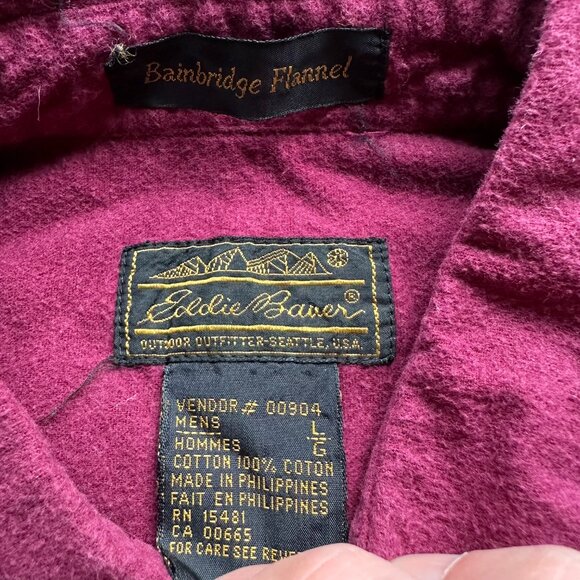 Bainbridge Flannel
Eddie Bauer®
OUTDOOR OUTFITTER-SEATTLE, U.S.A.
VENDOR # 00904
MENS L
HOMMES G
COTTON 100% COTON
MADE IN PHILIPPINES
FAIT EN PHILIPPINES
RN 15481
CA 00665
FOR CARE SEE REVE